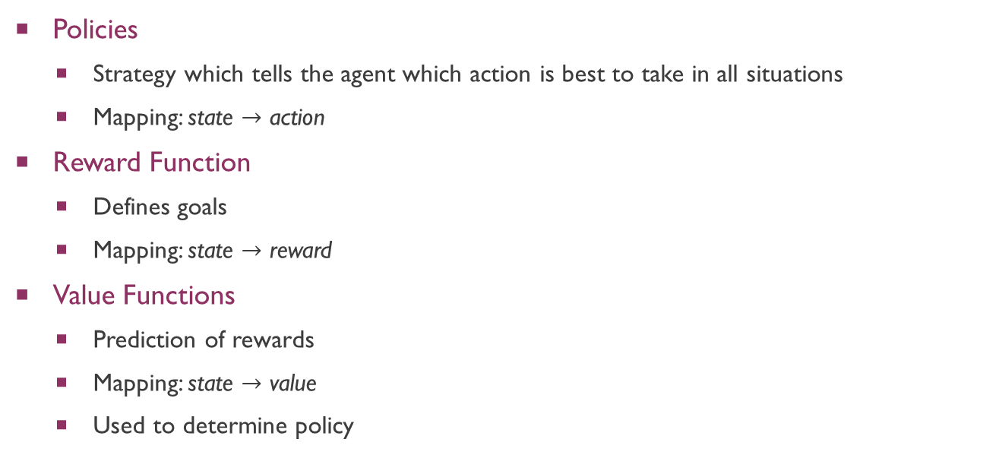 Policies
Strategy which tells the agent which action is best to take in all situations
Mapping: state → action
Reward Function
Defines goals
Mapping: state → reward
Value Functions
Prediction of rewards
Mapping: state → value
Used to determine policy